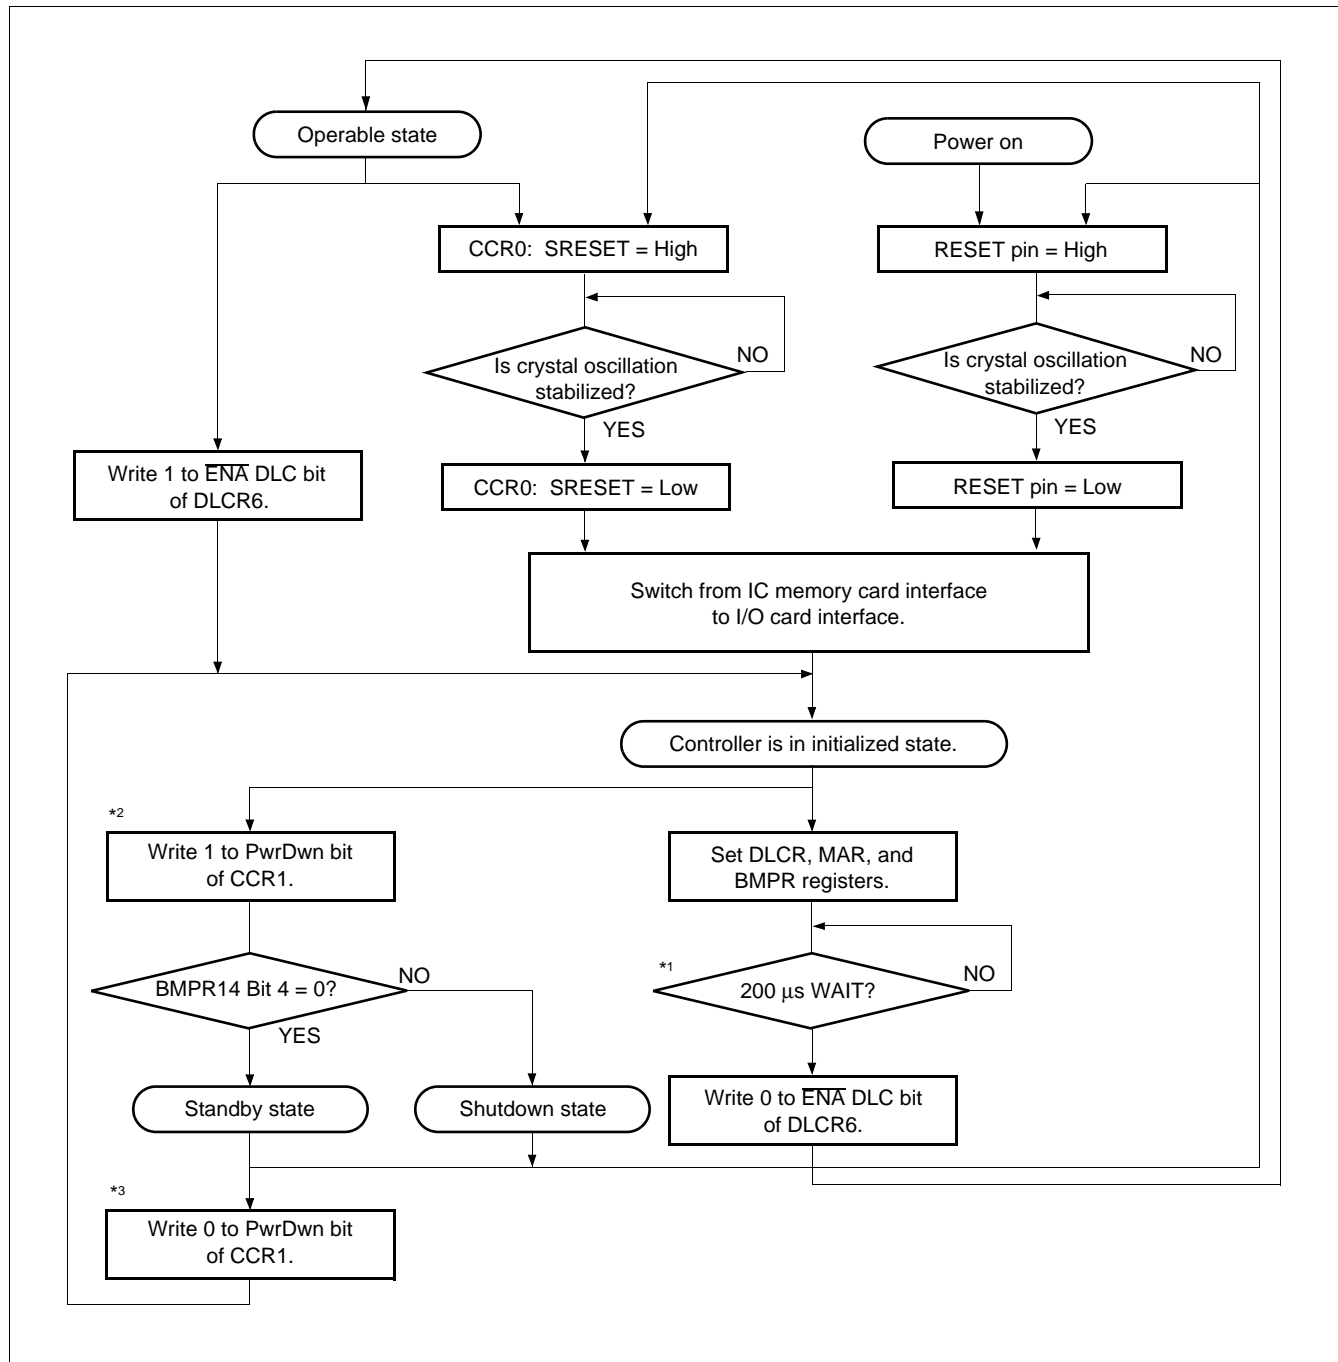 Operable state
Power on
CCR0: SRESET = High
RESET pin = High
Is crystal oscillation
stabilized?
NO
Is crystal oscillation
stabilized?
NO
YES
YES
Write 1 to ENA DLC bit
of DLCR6.
CCR0: SRESET = Low
RESET pin = Low
Switch from IC memory card interface
to I/O card interface.
Controller is in initialized state.
*2
Write 1 to PwrDwn bit
of CCR1.
Set DLCR, MAR, and
BMPR registers.
BMPR14 Bit 4 = 0?
NO
YES
*1
200 μs WAIT?
NO
Standby state
Shutdown state
Write 0 to ENA DLC bit
of DLCR6.
*3
Write 0 to PwrDwn bit
of CCR1.